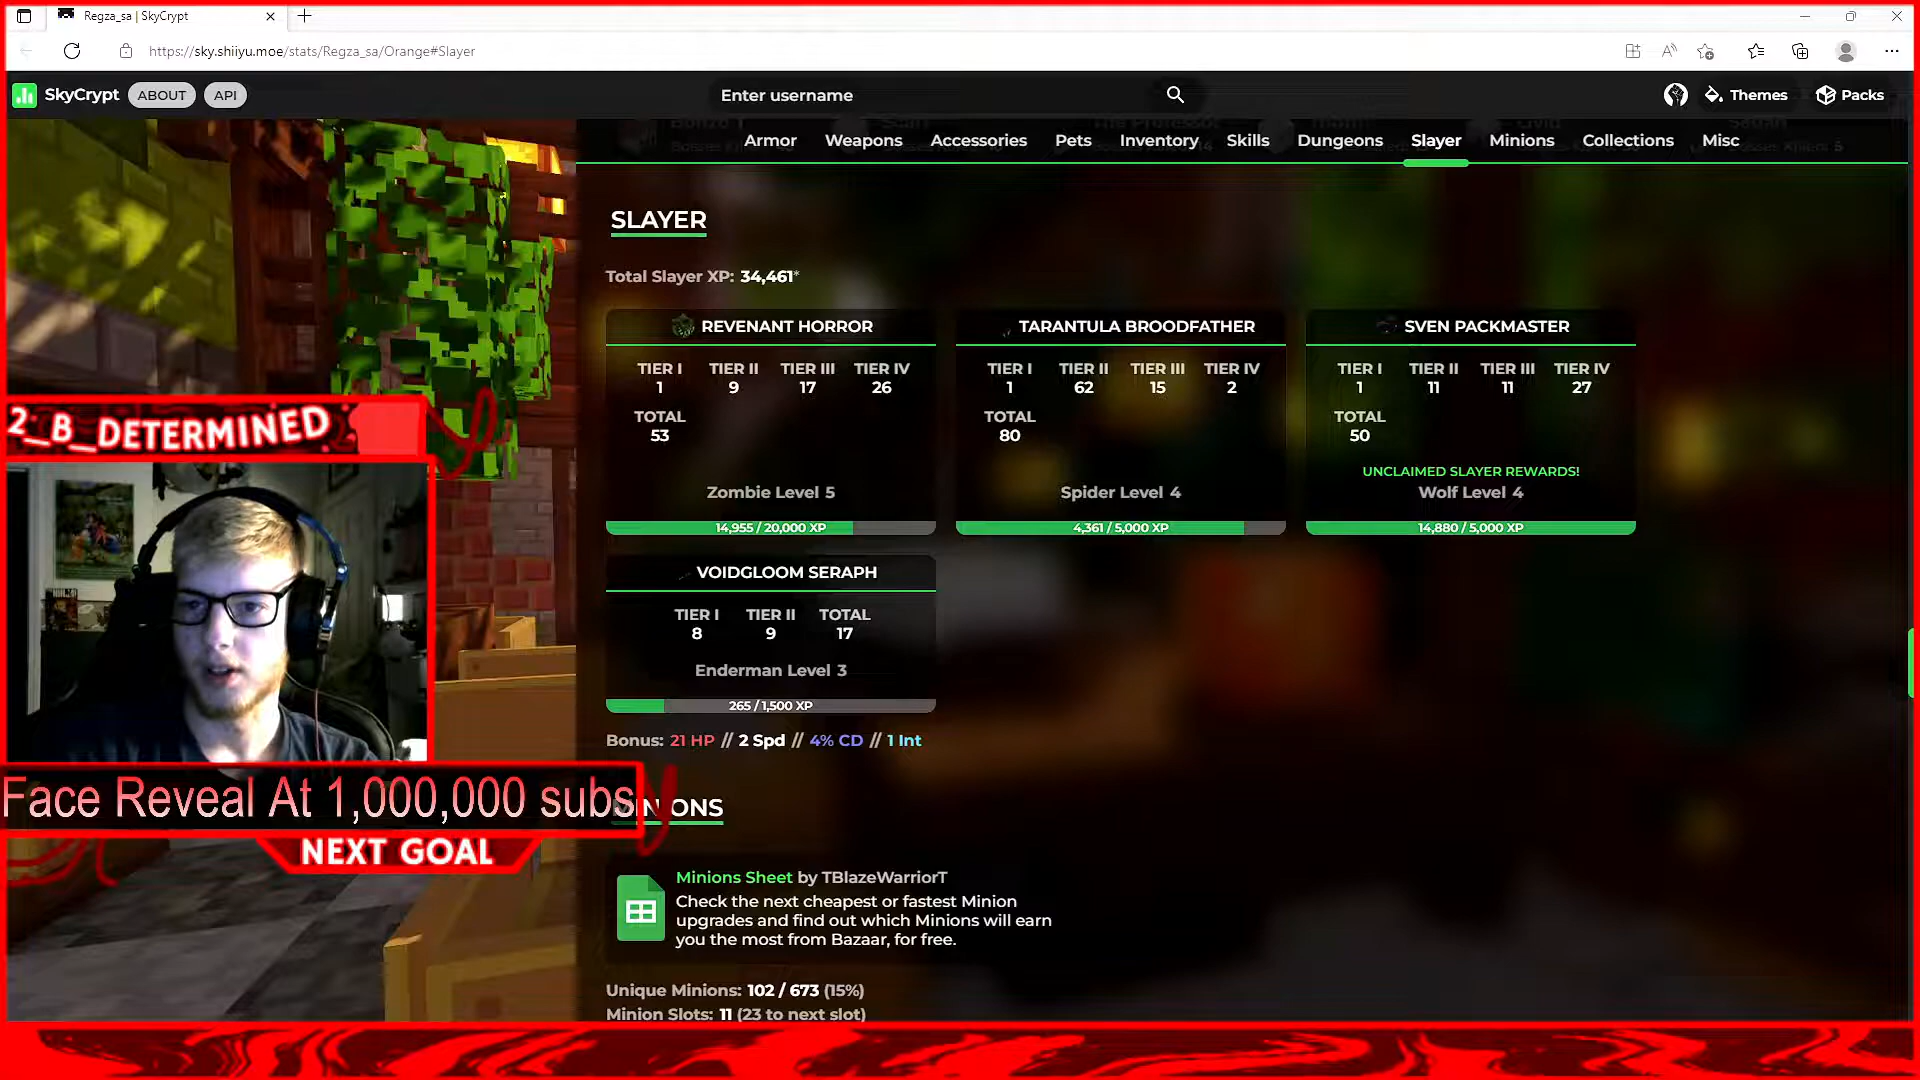 Regza_sa | SkyCrypt
https://sky.shiiyu.moe/stats/Regza_sa/Orange#Slayer
SkyCrypt
ABOUT
API
Enter username
Themes
Packs
Armor Weapons Accessories Pets Inventory Skills Dungeons Slayer Minions Collections Misc
SLAYER
Total Slayer XP: 34,461*
REVENANT HORROR
TIER I TIER II TIER III TIER IV
1 9 17 26
TOTAL
53
Zombie Level 5
14,955 / 20,000 XP
TARANTULA BROODFATHER
TIER I TIER II TIER III TIER IV
1 62 15 2
TOTAL
80
Spider Level 4
4,361 / 5,000 XP
SVEN PACKMASTER
TIER I TIER II TIER III TIER IV
1 11 11 27
TOTAL
50
UNCLAIMED SLAYER REWARDS!
Wolf Level 4
14,880 / 5,000 XP
VOIDGLOOM SERAPH
TIER I TIER II TOTAL
8 9 17
Enderman Level 3
265 / 1,500 XP
Bonus: 21 HP // 2 Spd // 4% CD // 1 Int
2_B_DETERMINED
Face Reveal At 1,000,000 subs
NEXT GOAL
MINIONS
Minions Sheet by TBlazeWarriorT
Check the next cheapest or fastest Minion
upgrades and find out which Minions will earn
you the most from Bazaar, for free.
Unique Minions: 102 / 673 (15%)
Minion Slots: 11 (23 to next slot)